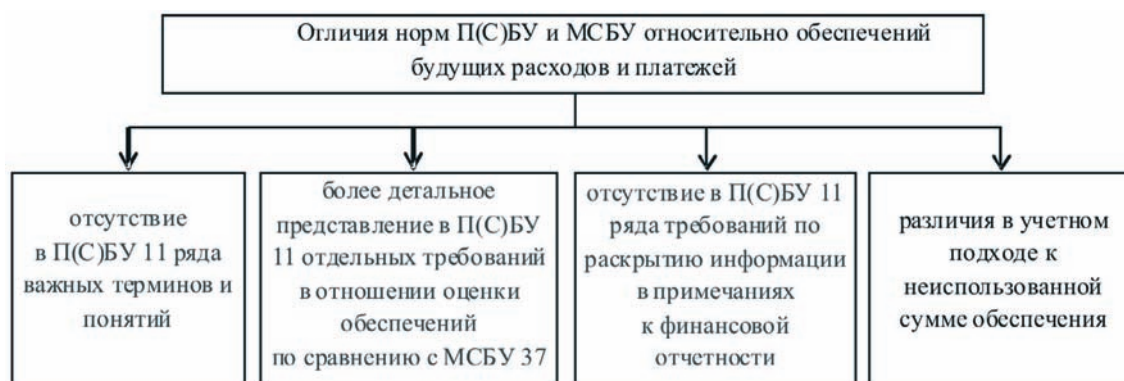 Отличия норм П(С)БУ и МСБУ относительно обеспечений
будущих расходов и платежей
отсутствие
в П(С)БУ 11 ряда
важных терминов и
понятий
более детальное
представление в П(С)БУ
11 отдельных требований
в отношении оценки
обеспечений
по сравнению с МСБУ 37
отсутствие в П(С)БУ 11
ряда требований по
раскрытию информации
в примечаниях
к финансовой
отчетности
различия в учетном
подходе к
неиспользованной
сумме обеспечения